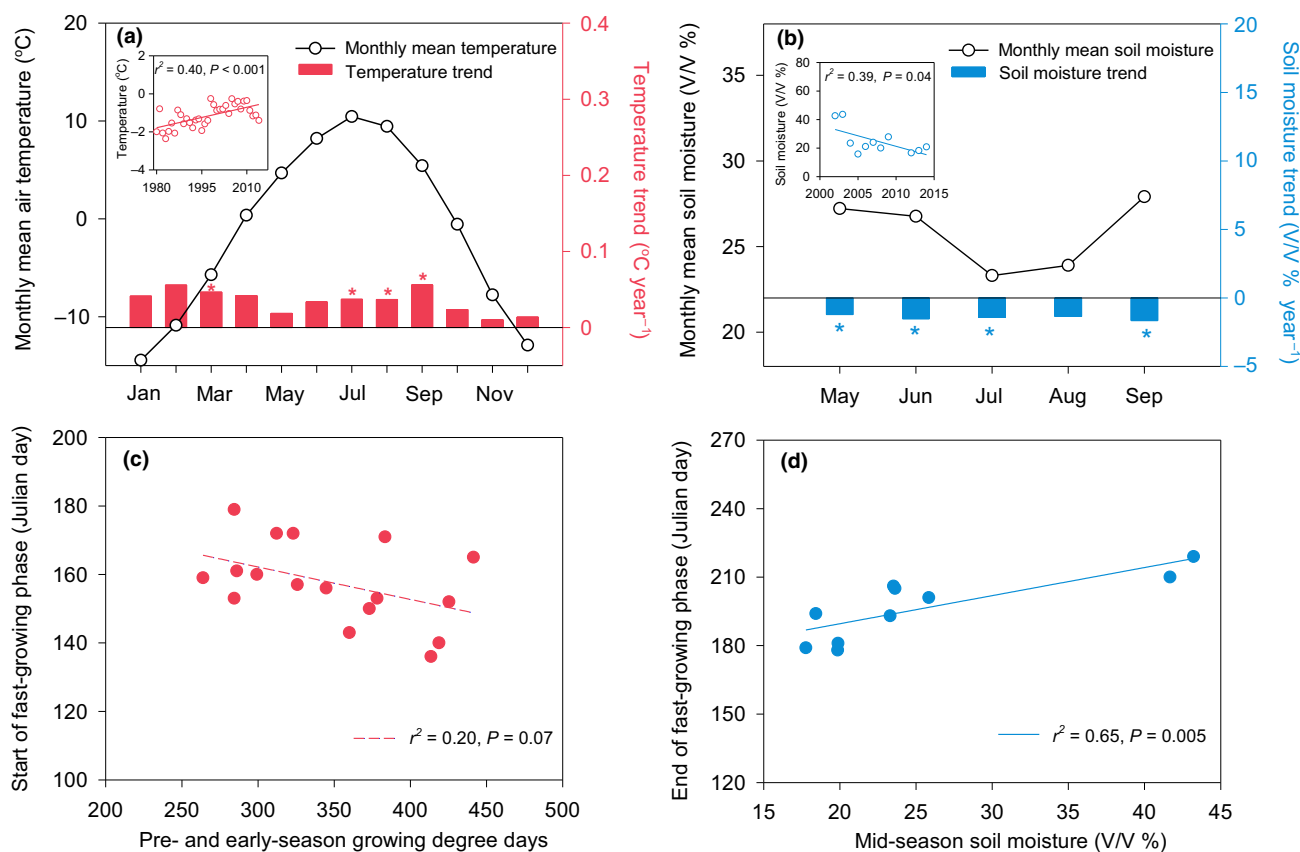 (a)
Monthly mean temperature
Temperature trend
Monthly mean air temperature (ºC)
20
10
0
−10
Temperature trend (ºC year−1)
0.4
0.3
0.2
0.1
0
Jan Mar May Jul Sep Nov
* * * *
r2 = 0.40, P < 0.001
Temperature (ºC)
2
0
−2
−4
1980 1995 2010
(b)
Monthly mean soil moisture
Soil moisture trend
Monthly mean soil moisture (V/V %)
35
30
25
20
Soil moisture trend (V/V % year−1)
20
15
10
5
0
−5
May Jun Jul Aug Sep
* * * *
r2 = 0.39, P = 0.04
Soil moisture (V/V %)
80
60
40
20
0
2000 2005 2010 2015
(c)
Start of fast-growing phase (Julian day)
200
180
160
140
120
100
r2 = 0.20, P = 0.07
200 250 300 350 400 450 500
Pre- and early-season growing degree days
(d)
End of fast-growing phase (Julian day)
270
240
210
180
150
120
r2 = 0.65, P = 0.005
15 20 25 30 35 40 45
Mid-season soil moisture (V/V %)